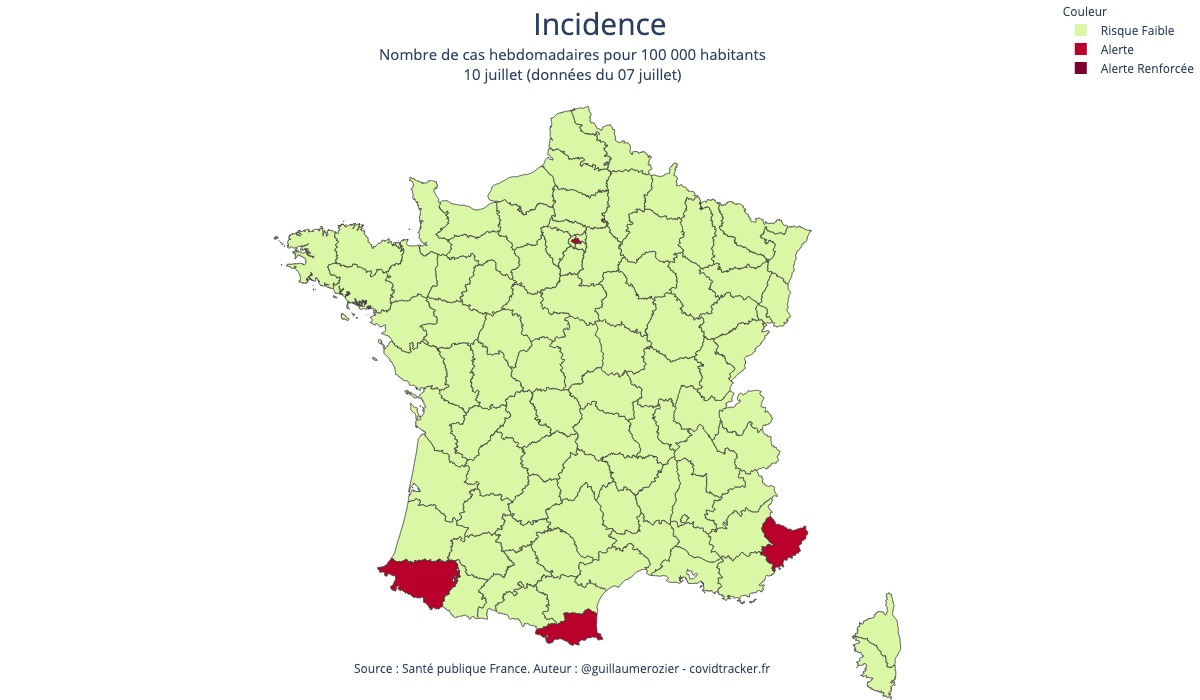 Incidence
Nombre de cas hebdomadaires pour 100 000 habitants
10 juillet (données du 07 juillet)
Couleur
Risque Faible
Alerte
Alerte Renforcée
Source : Santé publique France. Auteur : @guillaumerozier - covidtracker.fr